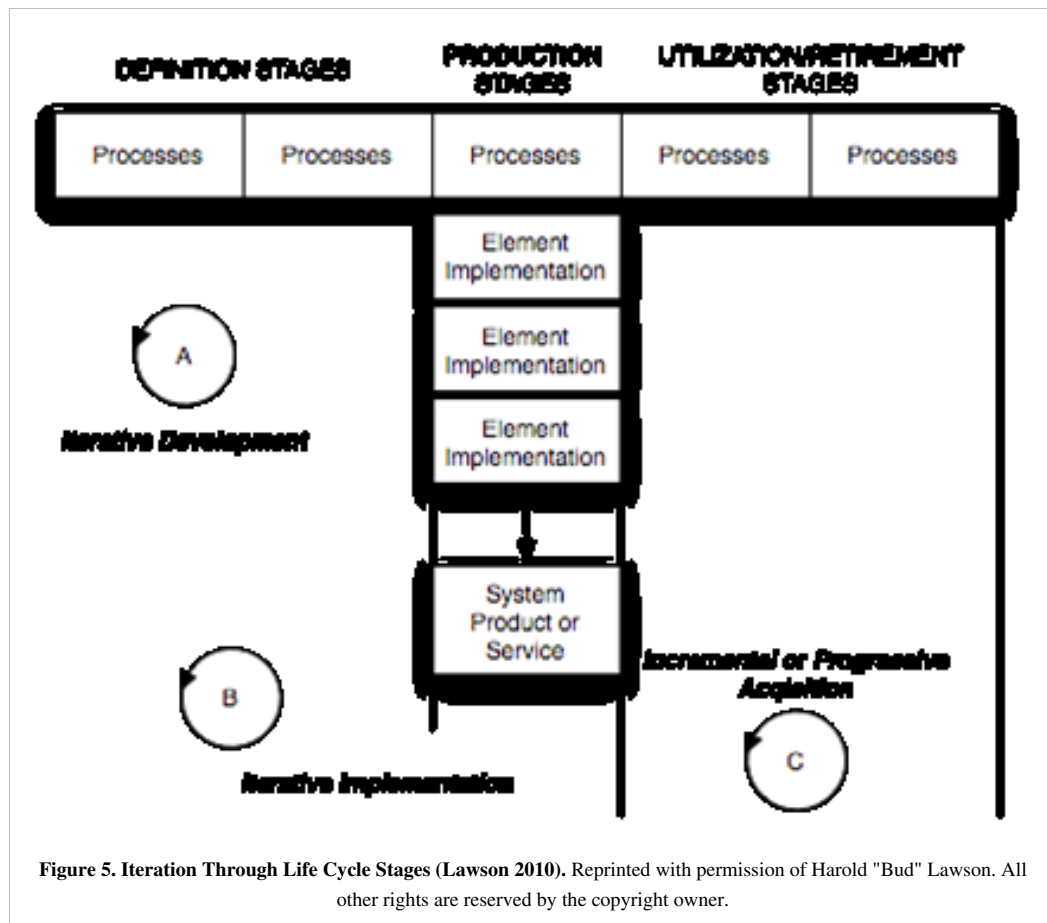 DEFINITION STAGES
PRODUCTION
STAGES
UTILIZATION/RETIREMENT
STAGES
Processes
Processes
Processes
Processes
Processes
Element
Implementation
Element
Implementation
Element
Implementation
A
Iterative Development
System
Product or
Service
B
Iterative Implementation
Incremental or Progressive
Acqisition
C
Figure 5. Iteration Through Life Cycle Stages (Lawson 2010). Reprinted with permission of Harold "Bud" Lawson. All
other rights are reserved by the copyright owner.